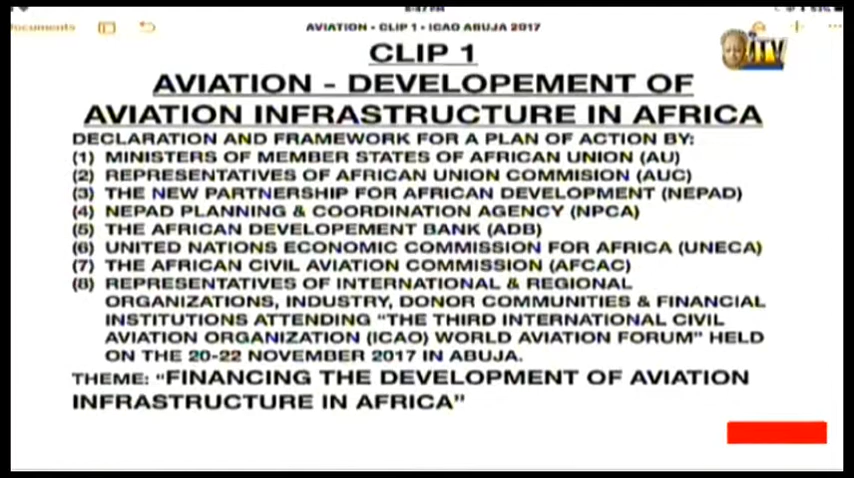 ocuments
AVIATION - CLIP 1 - ICAO ABUJA 2017
iTV
CLIP 1
AVIATION - DEVELOPEMENT OF
AVIATION INFRASTRUCTURE IN AFRICA
DECLARATION AND FRAMEWORK FOR A PLAN OF ACTION BY:
(1) MINISTERS OF MEMBER STATES OF AFRICAN UNION (AU)
(2) REPRESENTATIVES OF AFRICAN UNION COMMISION (AUC)
(3) THE NEW PARTNERSHIP FOR AFRICAN DEVELOPMENT (NEPAD)
(4) NEPAD PLANNING & COORDINATION AGENCY (NPCA)
(5) THE AFRICAN DEVELOPEMENT BANK (ADB)
(6) UNITED NATIONS ECONOMIC COMMISSION FOR AFRICA (UNECA)
(7) THE AFRICAN CIVIL AVIATION COMMISSION (AFCAC)
(8) REPRESENTATIVES OF INTERNATIONAL & REGIONAL
ORGANIZATIONS, INDUSTRY, DONOR COMMUNITIES & FINANCIAL
INSTITUTIONS ATTENDING "THE THIRD INTERNATIONAL CIVIL
AVIATION ORGANIZATION (ICAO) WORLD AVIATION FORUM" HELD
ON THE 20-22 NOVEMBER 2017 IN ABUJA.
THEME: "FINANCING THE DEVELOPMENT OF AVIATION
INFRASTRUCTURE IN AFRICA"